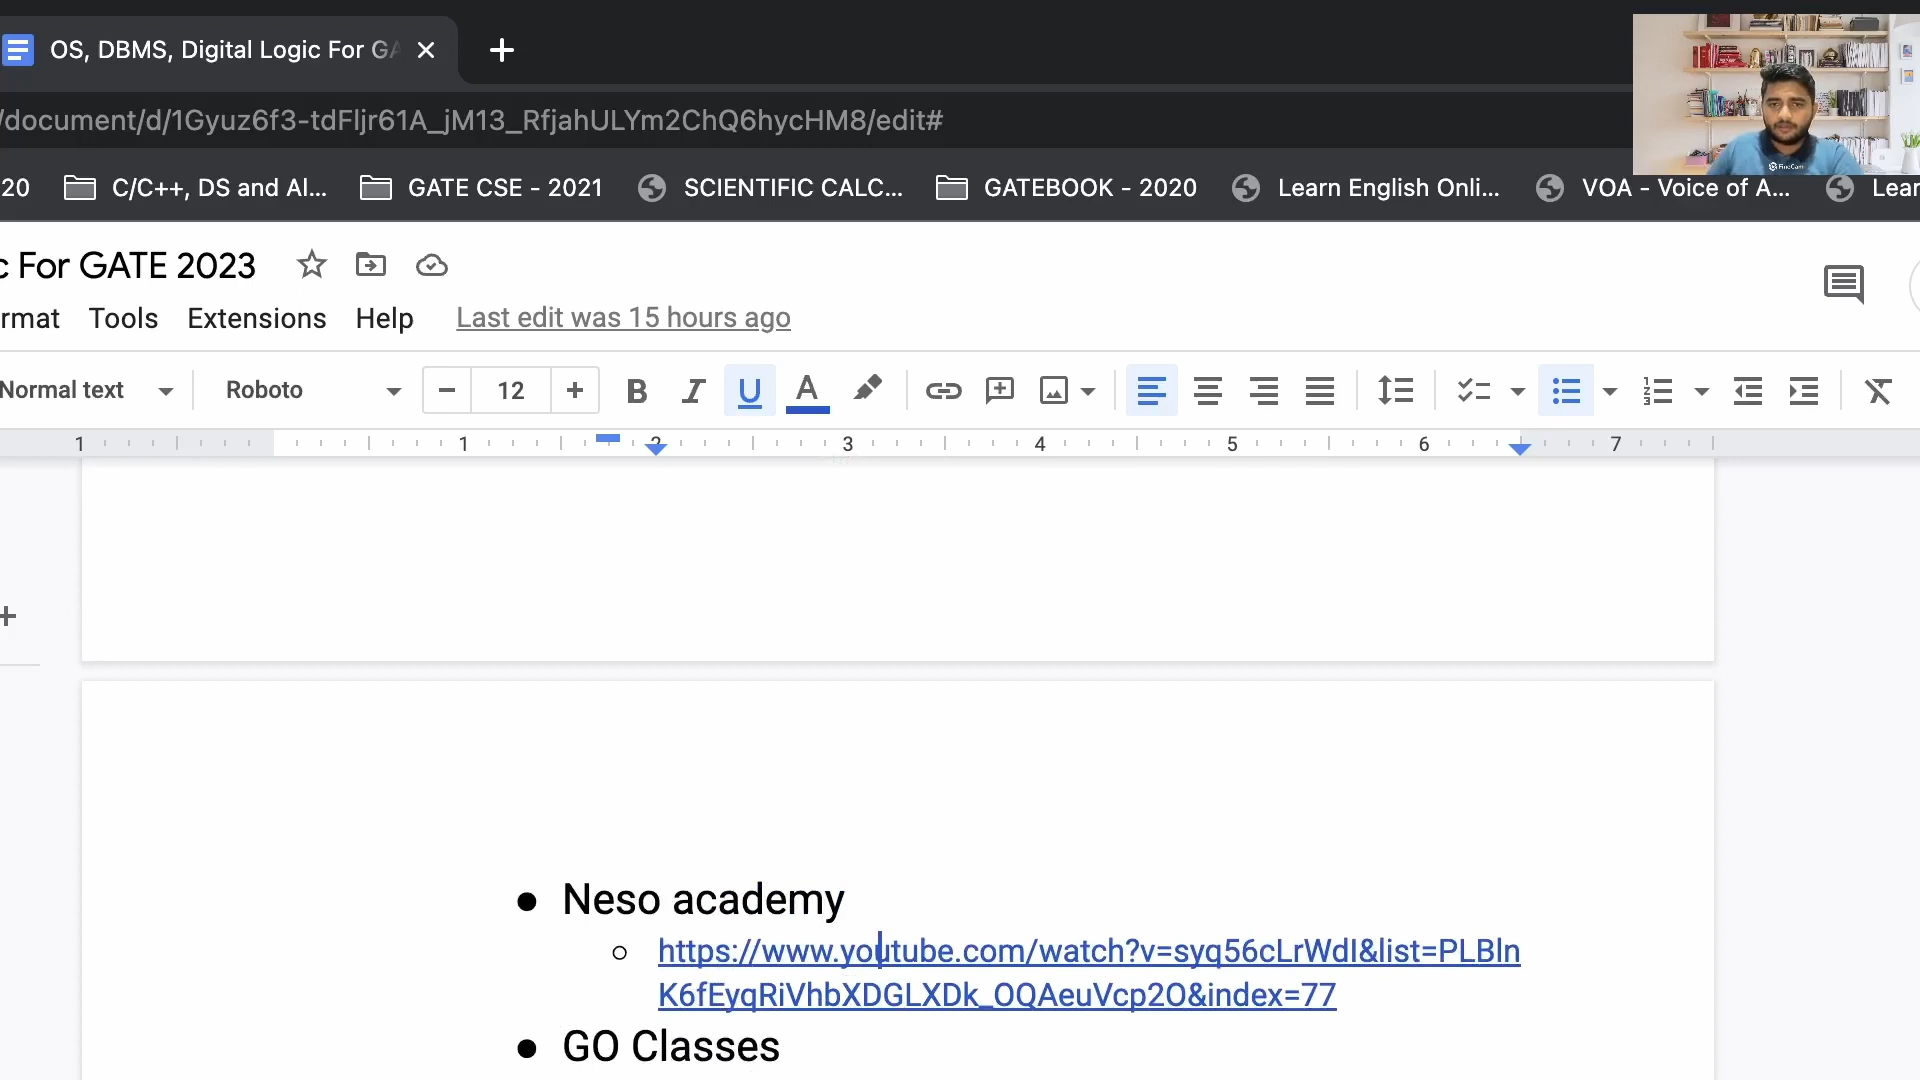 OS, DBMS, Digital Logic For GA
/document/d/1Gyuz6f3-tdFljr61A_jM13_RfjahULYm2ChQ6hycHM8/edit#
20 C/C++, DS and Al... GATE CSE - 2021 SCIENTIFIC CALC... GATEBOOK - 2020 Learn English Onli... VOA - Voice of A... Lear
c For GATE 2023
rmat Tools Extensions Help Last edit was 15 hours ago
Normal text Roboto 12 B I U A
1 1 2 3 4 5 6 7
Neso academy
https://www.youtube.com/watch?v=syq56cLrWdI&list=PLBln
K6fEyqRiVhbXDGLXDk_OQAeuVcp2O&index=77
GO Classes
FineCam